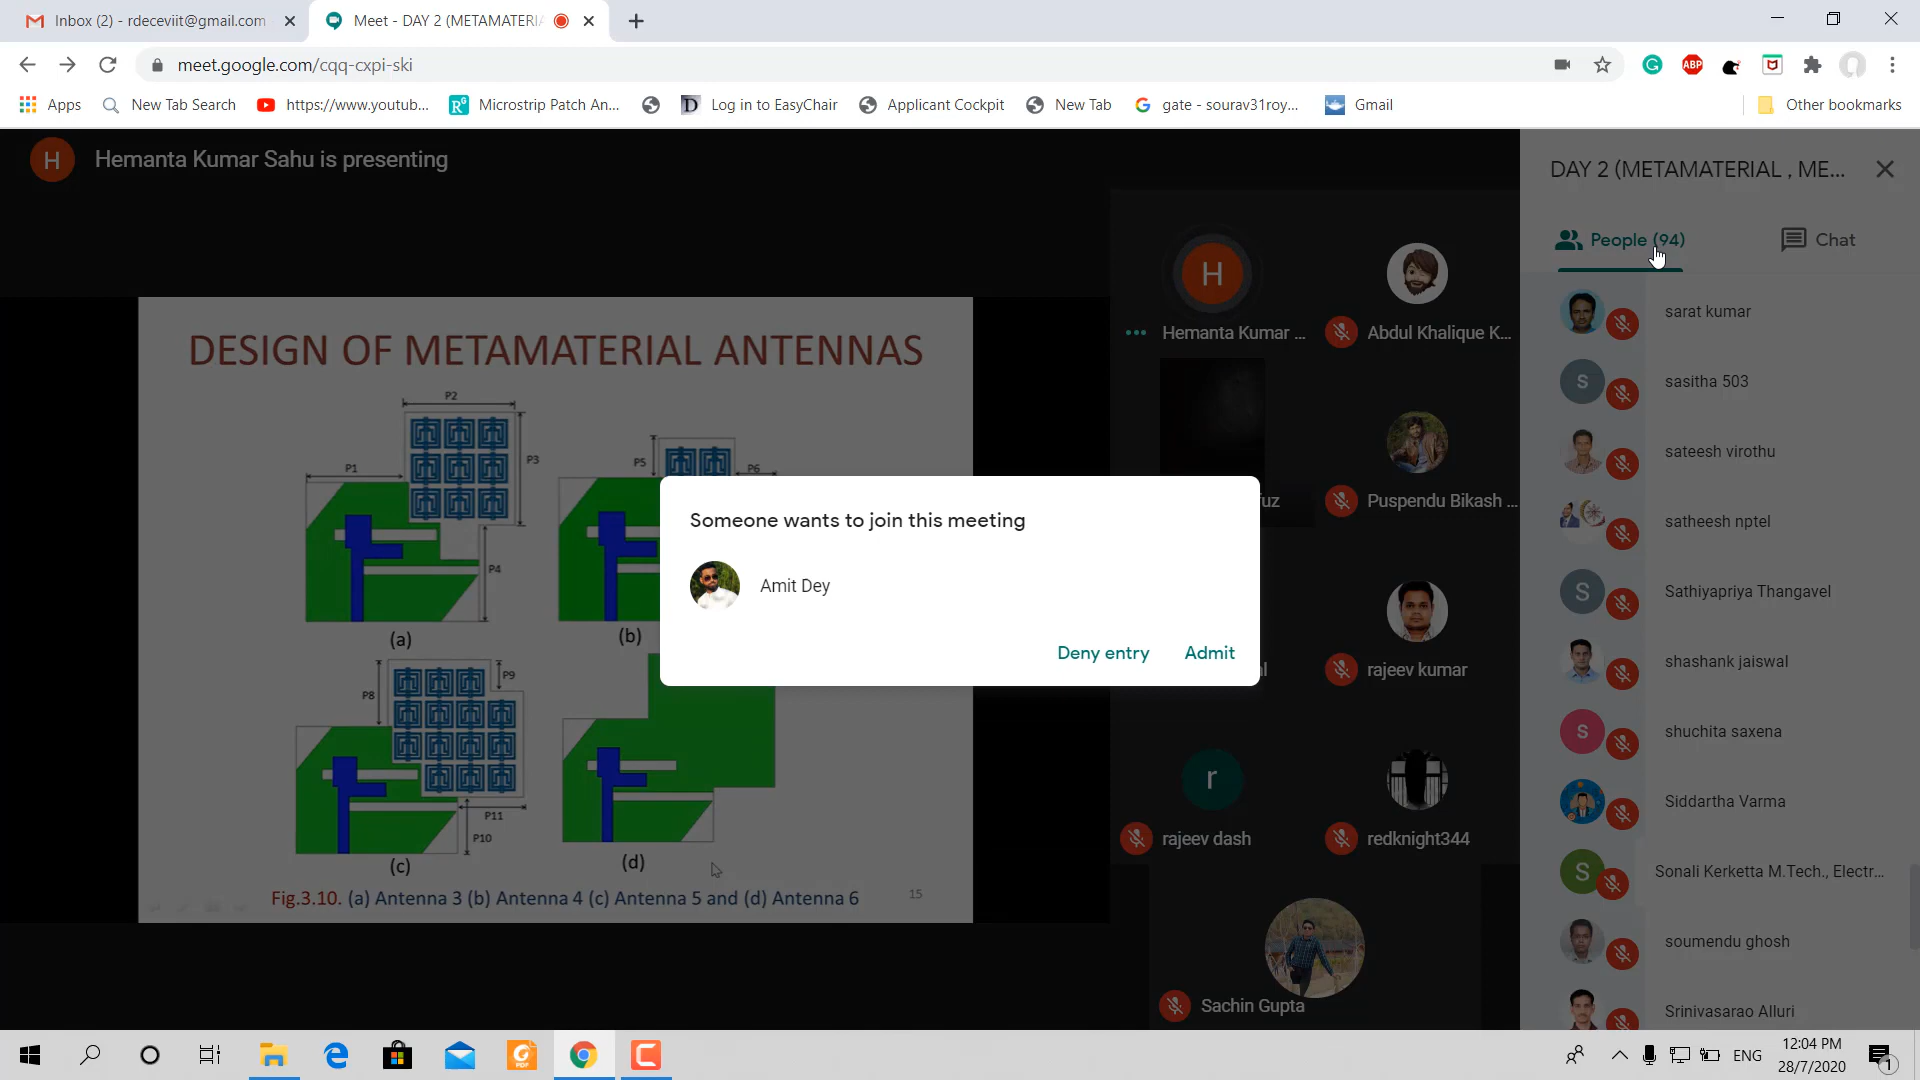 Inbox (2) - rdeceviit@gmail.com
Meet - DAY 2 (METAMATERIA
meet.google.com/cqq-cxpi-ski
Apps
New Tab Search
https://www.youtub...
Microstrip Patch An...
Log in to EasyChair
Applicant Cockpit
New Tab
gate - sourav31roy...
Gmail
Other bookmarks
H
Hemanta Kumar Sahu is presenting
DAY 2 (METAMATERIAL , ME...
People (94)
Chat
DESIGN OF METAMATERIAL ANTENNAS
P2
P1
P3
P4
(a)
P5
P6
(b)
P8
P9
P11
P10
(c)
(d)
Fig.3.10. (a) Antenna 3 (b) Antenna 4 (c) Antenna 5 and (d) Antenna 6
15
Someone wants to join this meeting
Amit Dey
Deny entry
Admit
H
Hemanta Kumar ...
Abdul Khalique K...
uz
Puspendu Bikash ...
rajeev kumar
r
rajeev dash
redknight344
Sachin Gupta
sarat kumar
s
sasitha 503
sateesh virothu
satheesh nptel
S
Sathiyapriya Thangavel
shashank jaiswal
s
shuchita saxena
Siddartha Varma
S
Sonali Kerketta M.Tech., Electr...
soumendu ghosh
Srinivasarao Alluri
ENG
12:04 PM
28/7/2020
1